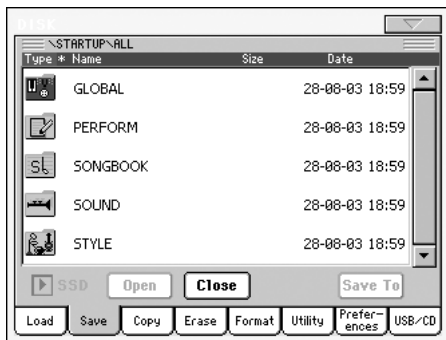 DISK
\STARTUP\ALL
Type * Name Size Date
GLOBAL 28-08-03 18:59
PERFORM 28-08-03 18:59
SONGBOOK 28-08-03 18:59
SOUND 28-08-03 18:59
STYLE 28-08-03 18:59
SSD Open Close Save To
Load Save Copy Erase Format Utility Prefer-ences USB/CD